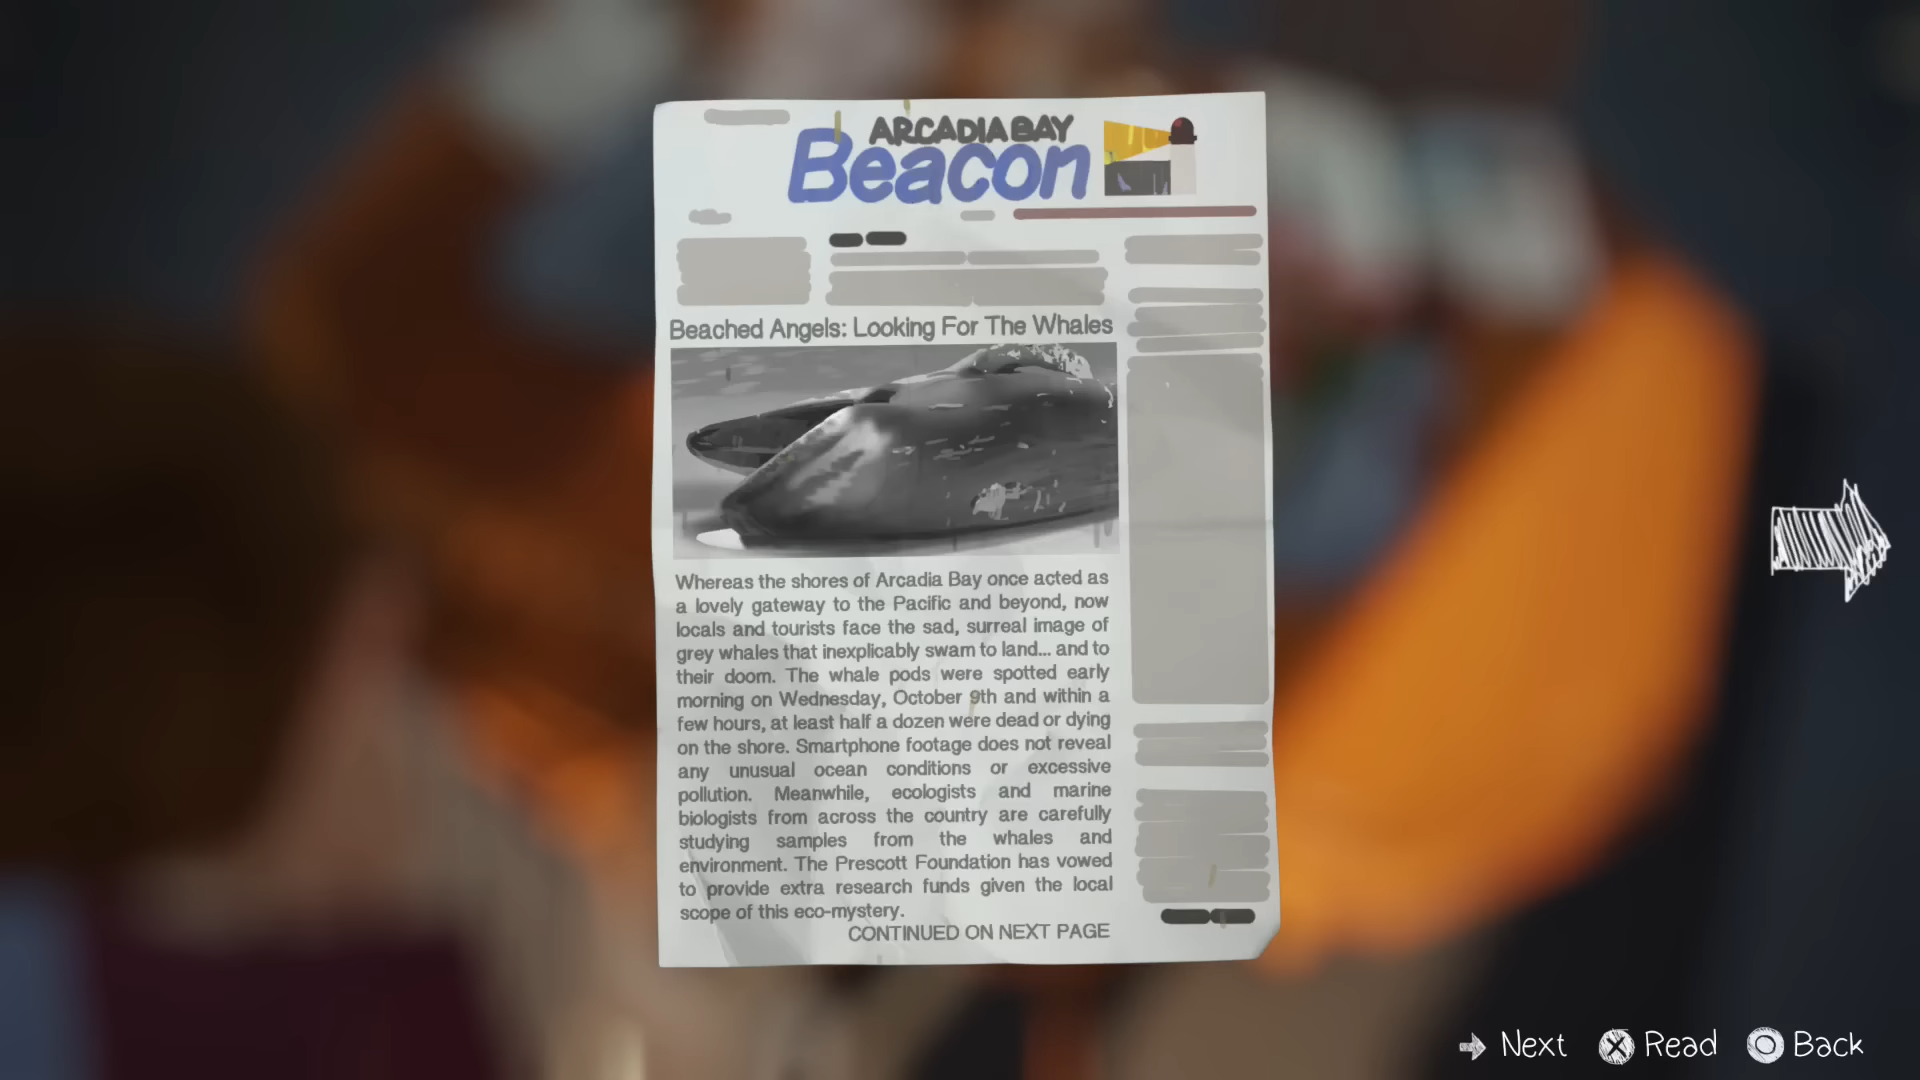 ARCADIA BAY
Beacon
Beached Angels: Looking For The Whales
Whereas the shores of Arcadia Bay once acted as
a lovely gateway to the Pacific and beyond, now
locals and tourists face the sad, surreal image of
grey whales that inexplicably swam to land... and to
their doom. The whale pods were spotted early
morning on Wednesday, October 9th and within a
few hours, at least half a dozen were dead or dying
on the shore. Smartphone footage does not reveal
any unusual ocean conditions or excessive
pollution. Meanwhile, ecologists and marine
biologists from across the country are carefully
studying samples from the whales and
environment. The Prescott Foundation has vowed
to provide extra research funds given the local
scope of this eco-mystery.
CONTINUED ON NEXT PAGE
Next Read Back